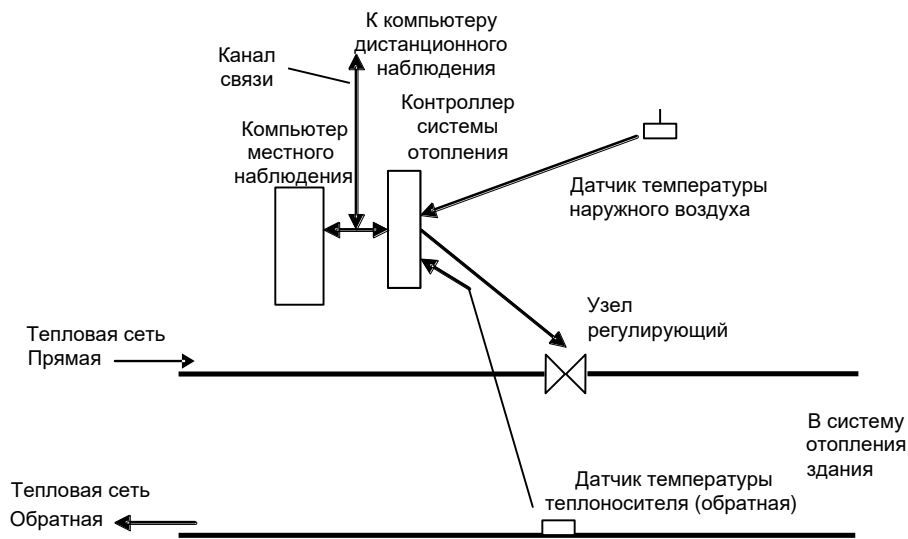 К компьютеру
дистанционного
наблюдения
Канал
связи
Контроллер
системы
отопления
Компьютер
местного
наблюдения
Датчик температуры
наружного воздуха
Узел
регулирующий
Тепловая сеть
Прямая
В систему
отопления
здания
Датчик температуры
теплоносителя (обратная)
Тепловая сеть
Обратная